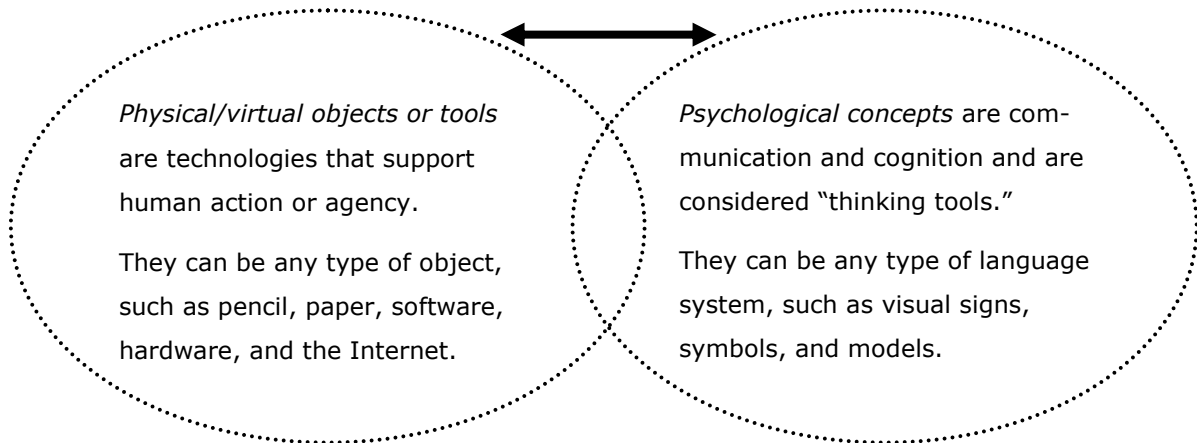 Physical/virtual objects or tools
are technologies that support
human action or agency.
They can be any type of object,
such as pencil, paper, software,
hardware, and the Internet.
Psychological concepts are com-
munication and cognition and are
considered “thinking tools.”
They can be any type of language
system, such as visual signs,
symbols, and models.